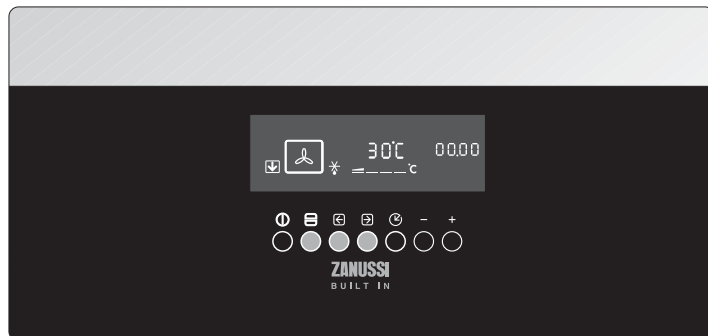 30°C 00.00
°C
− +
ZANUSSI
BUILT IN